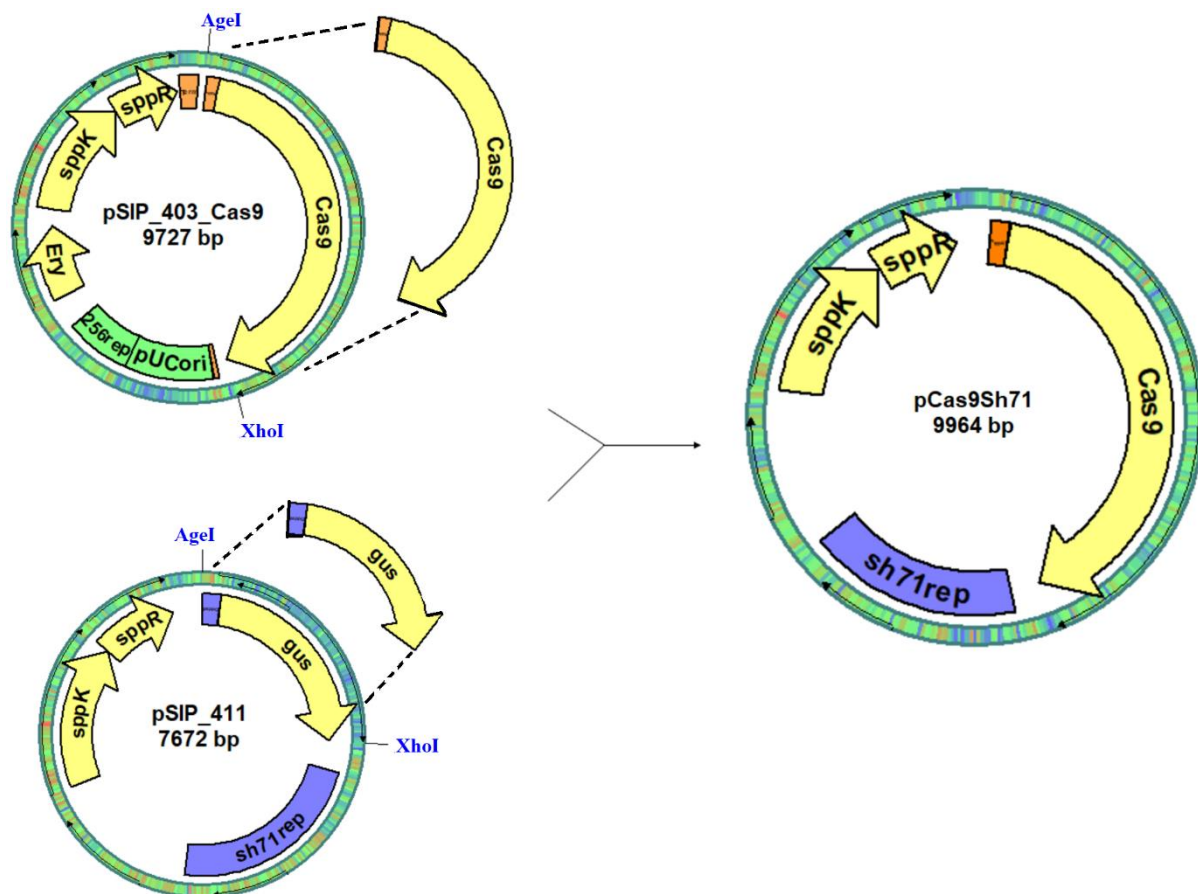 AgeI
sppR
sppK
Cas9
Cas9
pSIP_403_Cas9
9727 bp
Ery
256rep
pUCori
XhoI
sppR
sppK
Cas9
pCas9Sh71
9964 bp
sh71rep
AgeI
gus
sppR
gus
sppK
pSIP_411
7672 bp
XhoI
sh71rep